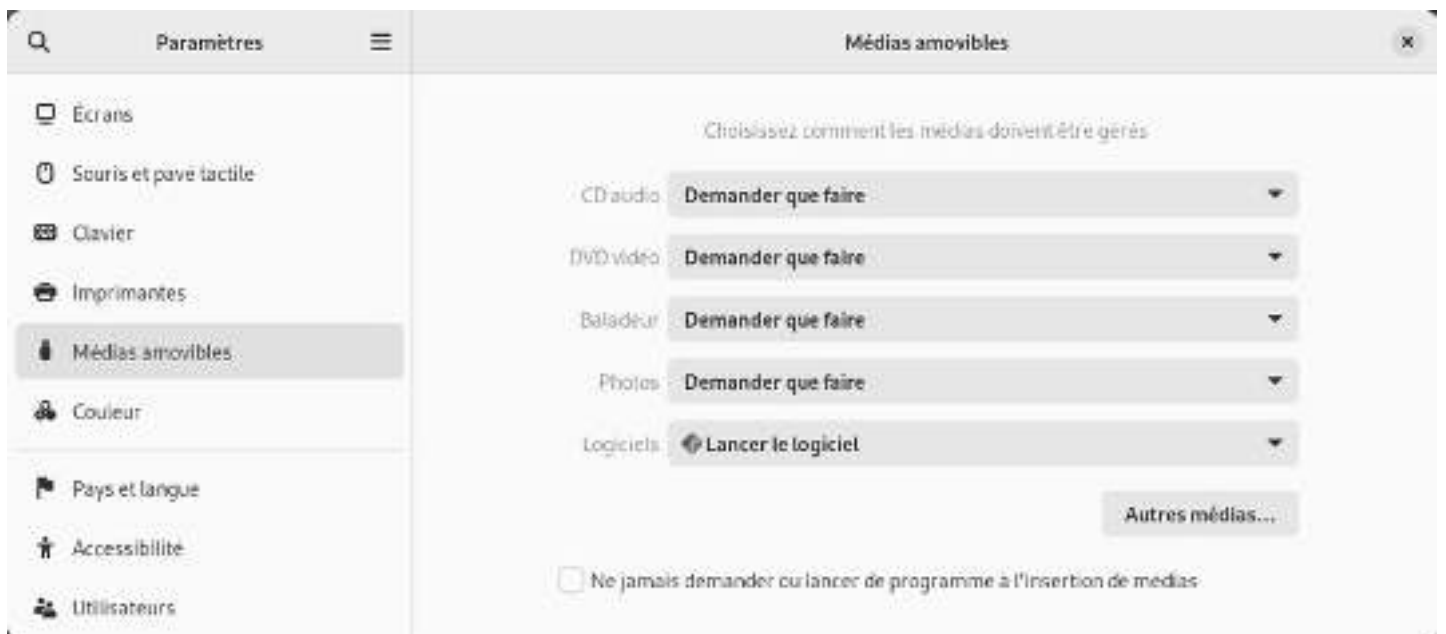 Paramètres
Médias amovibles
Écrans
Souris et pavé tactile
Clavier
Imprimantes
Médias amovibles
Couleur
Pays et langue
Accessibilité
Utilisateurs
Choisissez comment les médias doivent être gérés
CD audio Demander que faire
DVD vidéo Demander que faire
Baladeur Demander que faire
Photos Demander que faire
Logiciels Lancer le logiciel
Autres médias...
Ne jamais demander ou lancer de programme à l'insertion de médias